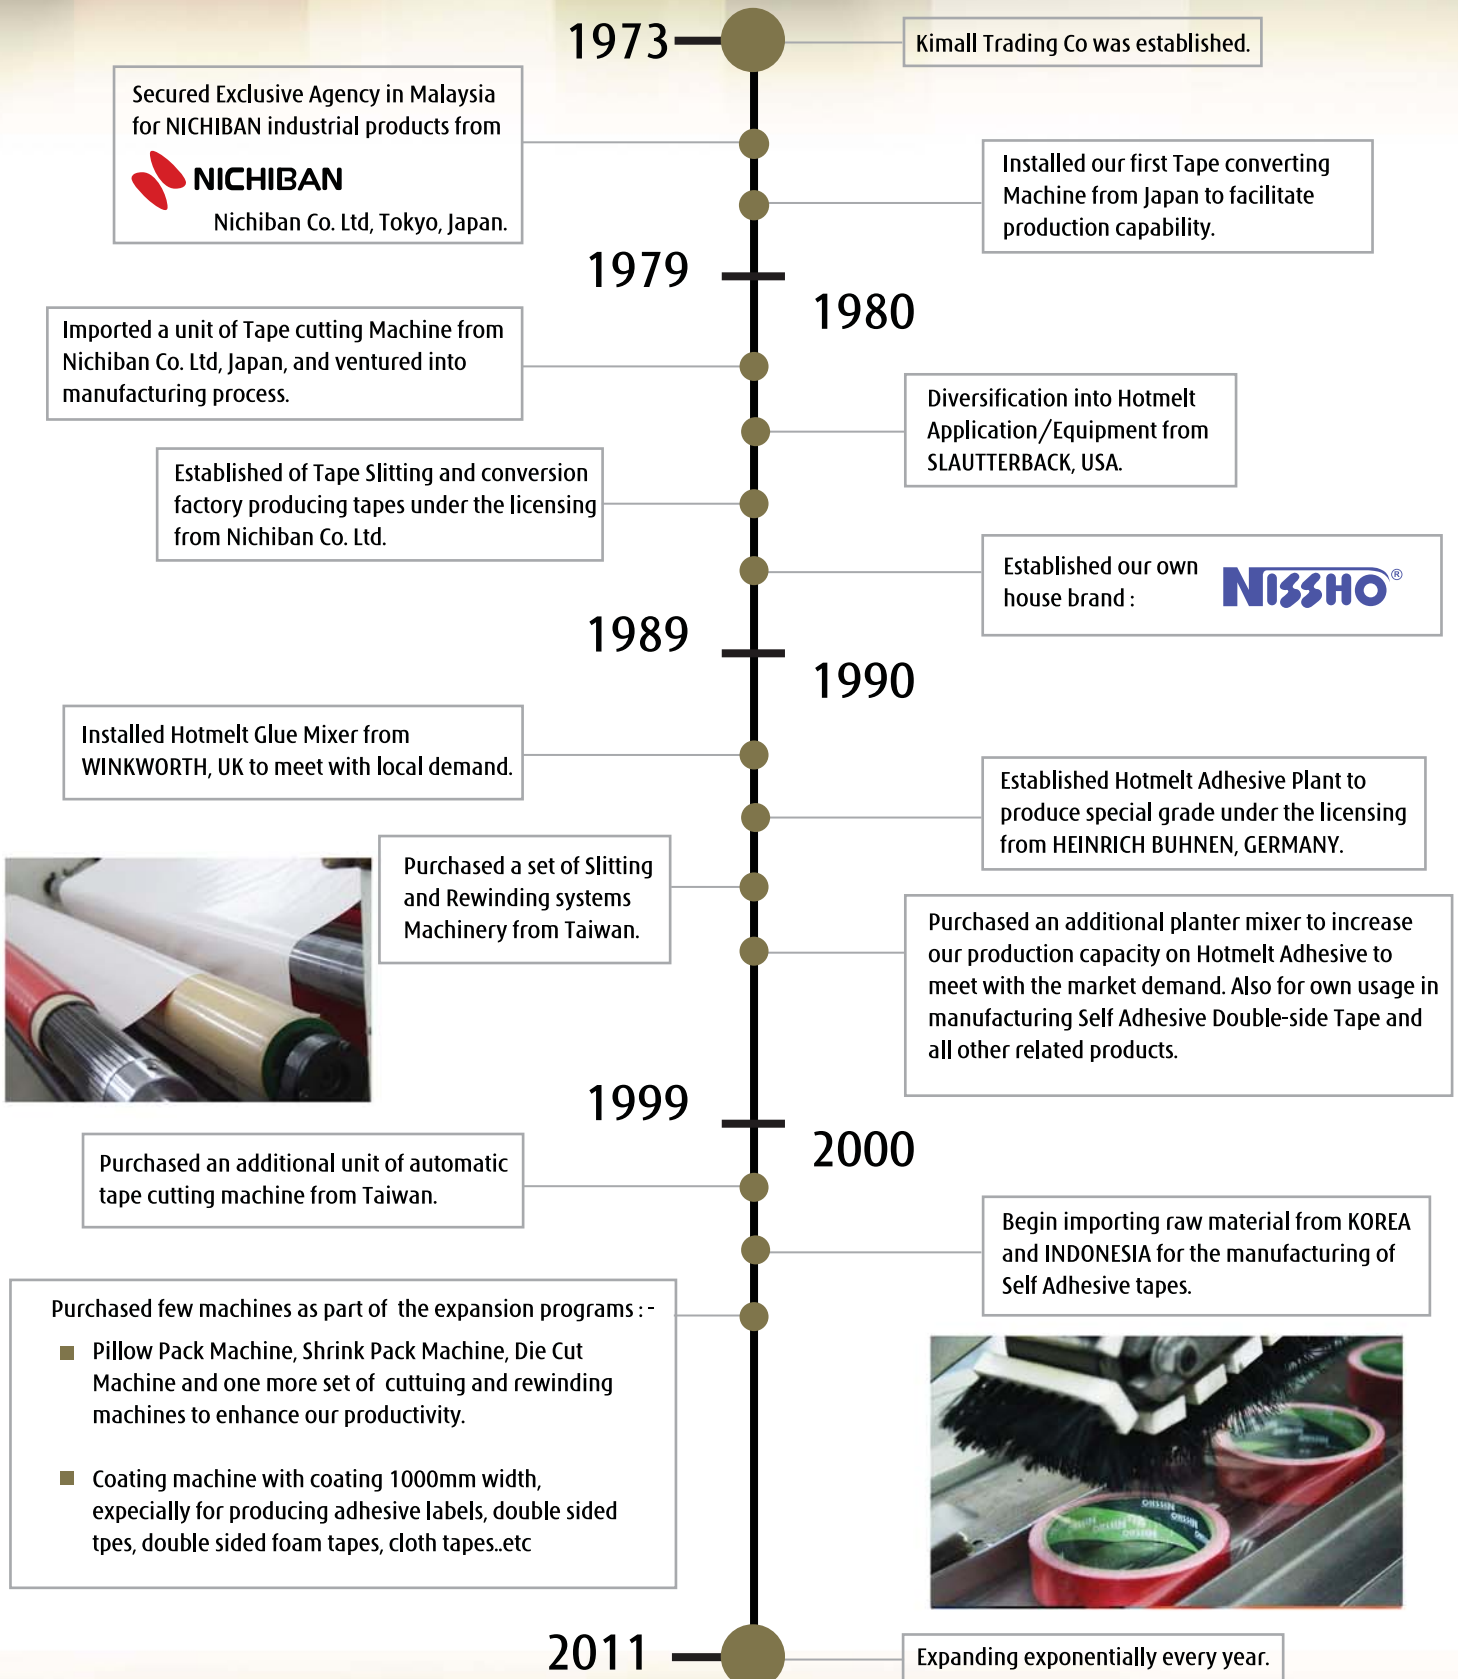 1973
Kimall Trading Co was established.
Secured Exclusive Agency in Malaysia
for NICHIBAN industrial products from
NICHIBAN
Nichiban Co. Ltd, Tokyo, Japan.
Installed our first Tape converting
Machine from Japan to facilitate
production capability.
1979
1980
Imported a unit of Tape cutting Machine from
Nichiban Co. Ltd, Japan, and ventured into
manufacturing process.
Diversification into Hotmelt
Application/Equipment from
SLAUTTERBACK, USA.
Established of Tape Slitting and conversion
factory producing tapes under the licensing
from Nichiban Co. Ltd.
Established our own
house brand :
NISSHO®
1989
1990
Installed Hotmelt Glue Mixer from
WINKWORTH, UK to meet with local demand.
Established Hotmelt Adhesive Plant to
produce special grade under the licensing
from HEINRICH BUHNEN, GERMANY.
Purchased a set of Slitting
and Rewinding systems
Machinery from Taiwan.
Purchased an additional planter mixer to increase
our production capacity on Hotmelt Adhesive to
meet with the market demand. Also for own usage in
manufacturing Self Adhesive Double-side Tape and
all other related products.
1999
2000
Purchased an additional unit of automatic
tape cutting machine from Taiwan.
Begin importing raw material from KOREA
and INDONESIA for the manufacturing of
Self Adhesive tapes.
Purchased few machines as part of the expansion programs : -
Pillow Pack Machine, Shrink Pack Machine, Die Cut
Machine and one more set of cuttuing and rewinding
machines to enhance our productivity.
Coating machine with coating 1000mm width,
expecially for producing adhesive labels, double sided
tpes, double sided foam tapes, cloth tapes..etc
NISSHO
NISSHO
NISSHO
NISSHO
2011
Expanding exponentially every year.